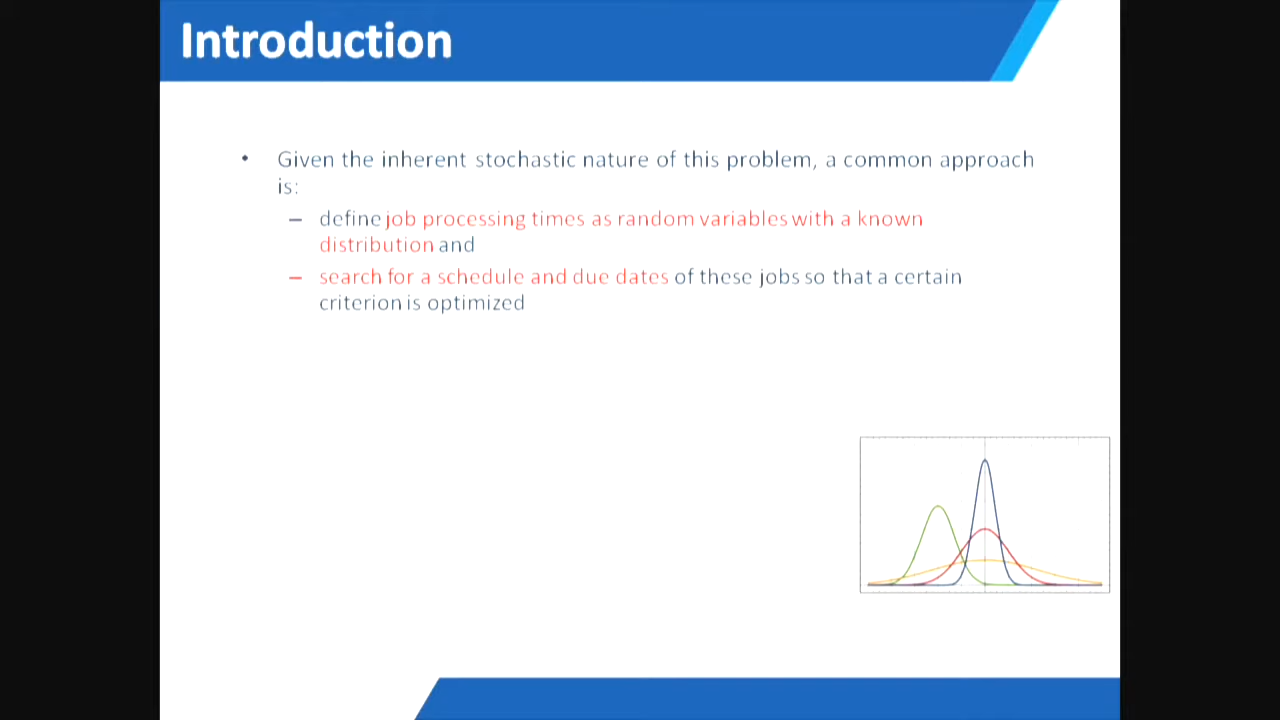 Introduction
• Given the inherent stochastic nature of this problem, a common approach
is:
– define job processing times as random variables with a known
distribution and
– search for a schedule and due dates of these jobs so that a certain
criterion is optimized